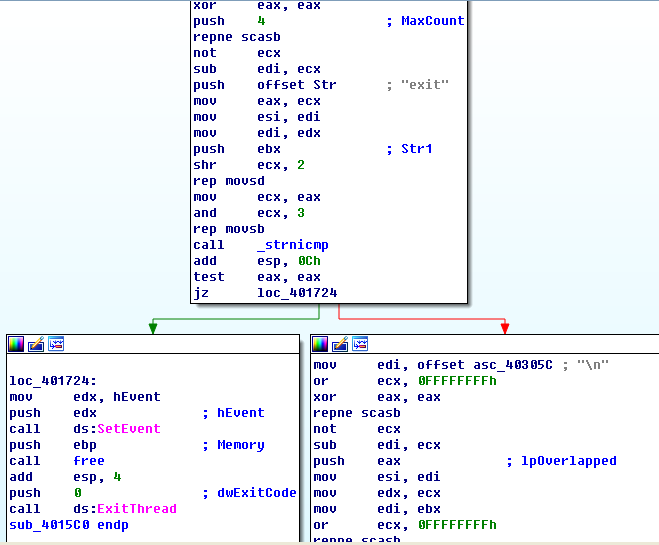 xor eax, eax
push 4 ; MaxCount
repne scasb
not ecx
sub edi, ecx
push offset Str ; "exit"
mov eax, ecx
mov esi, edi
mov edi, edx
push ebx ; Str1
shr ecx, 2
rep movsd
mov ecx, eax
and ecx, 3
rep movsb
call _strnicmp
add esp, 0Ch
test eax, eax
jz loc_401724
loc_401724:
mov edx, hEvent
push edx ; hEvent
call ds:SetEvent
push ebp ; Memory
call free
add esp, 4
push 0 ; dwExitCode
call ds:ExitThread
sub_4015C0 endp
mov edi, offset asc_40305C ; "\n"
or ecx, 0FFFFFFFFh
xor eax, eax
repne scasb
not ecx
sub edi, ecx
push eax ; lpOverlapped
mov esi, edi
mov edx, ecx
mov edi, ebx
or ecx, 0FFFFFFFFh
repne scasb